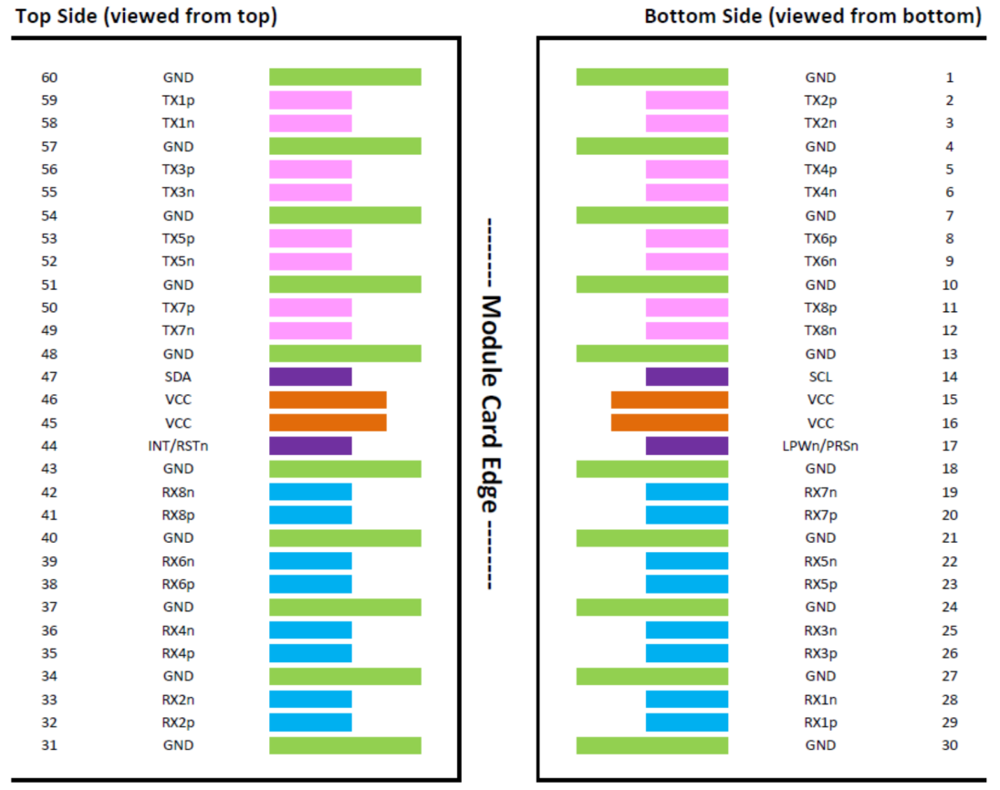 Top Side (viewed from top) Bottom Side (viewed from bottom)
60 GND GND 1
59 TX1p TX2p 2
58 TX1n TX2n 3
57 GND GND 4
56 TX3p TX4p 5
55 TX3n TX4n 6
54 GND GND 7
53 TX5p TX6p 8
52 TX5n TX6n 9
51 GND GND 10
50 TX7p TX8p 11
49 TX7n TX8n 12
48 GND GND 13
47 SDA SCL 14
46 VCC VCC 15
45 VCC VCC 16
44 INT/RSTn LPWn/PRSn 17
43 GND GND 18
42 RX8n RX7n 19
41 RX8p RX7p 20
40 GND GND 21
39 RX6n RX5n 22
38 RX6p RX5p 23
37 GND GND 24
36 RX4n RX3n 25
35 RX4p RX3p 26
34 GND GND 27
33 RX2n RX1n 28
32 RX2p RX1p 29
31 GND GND 30
-------- Module Card Edge --------